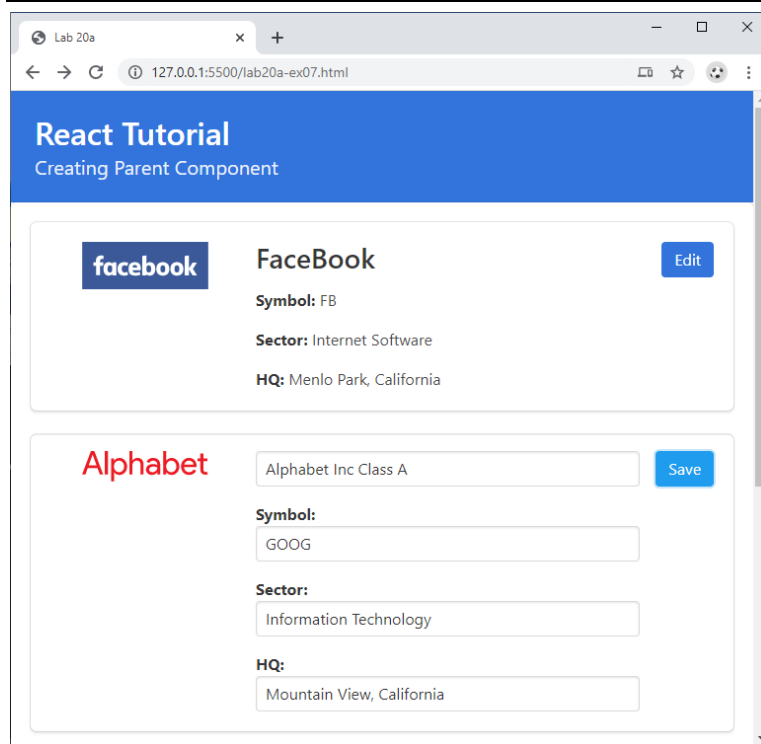 Lab 20a
127.0.0.1:5500/lab20a-ex07.html
React Tutorial
Creating Parent Component
facebook
FaceBook
Edit
Symbol: FB
Sector: Internet Software
HQ: Menlo Park, California
Alphabet
Alphabet Inc Class A
Save
Symbol:
GOOG
Sector:
Information Technology
HQ:
Mountain View, California